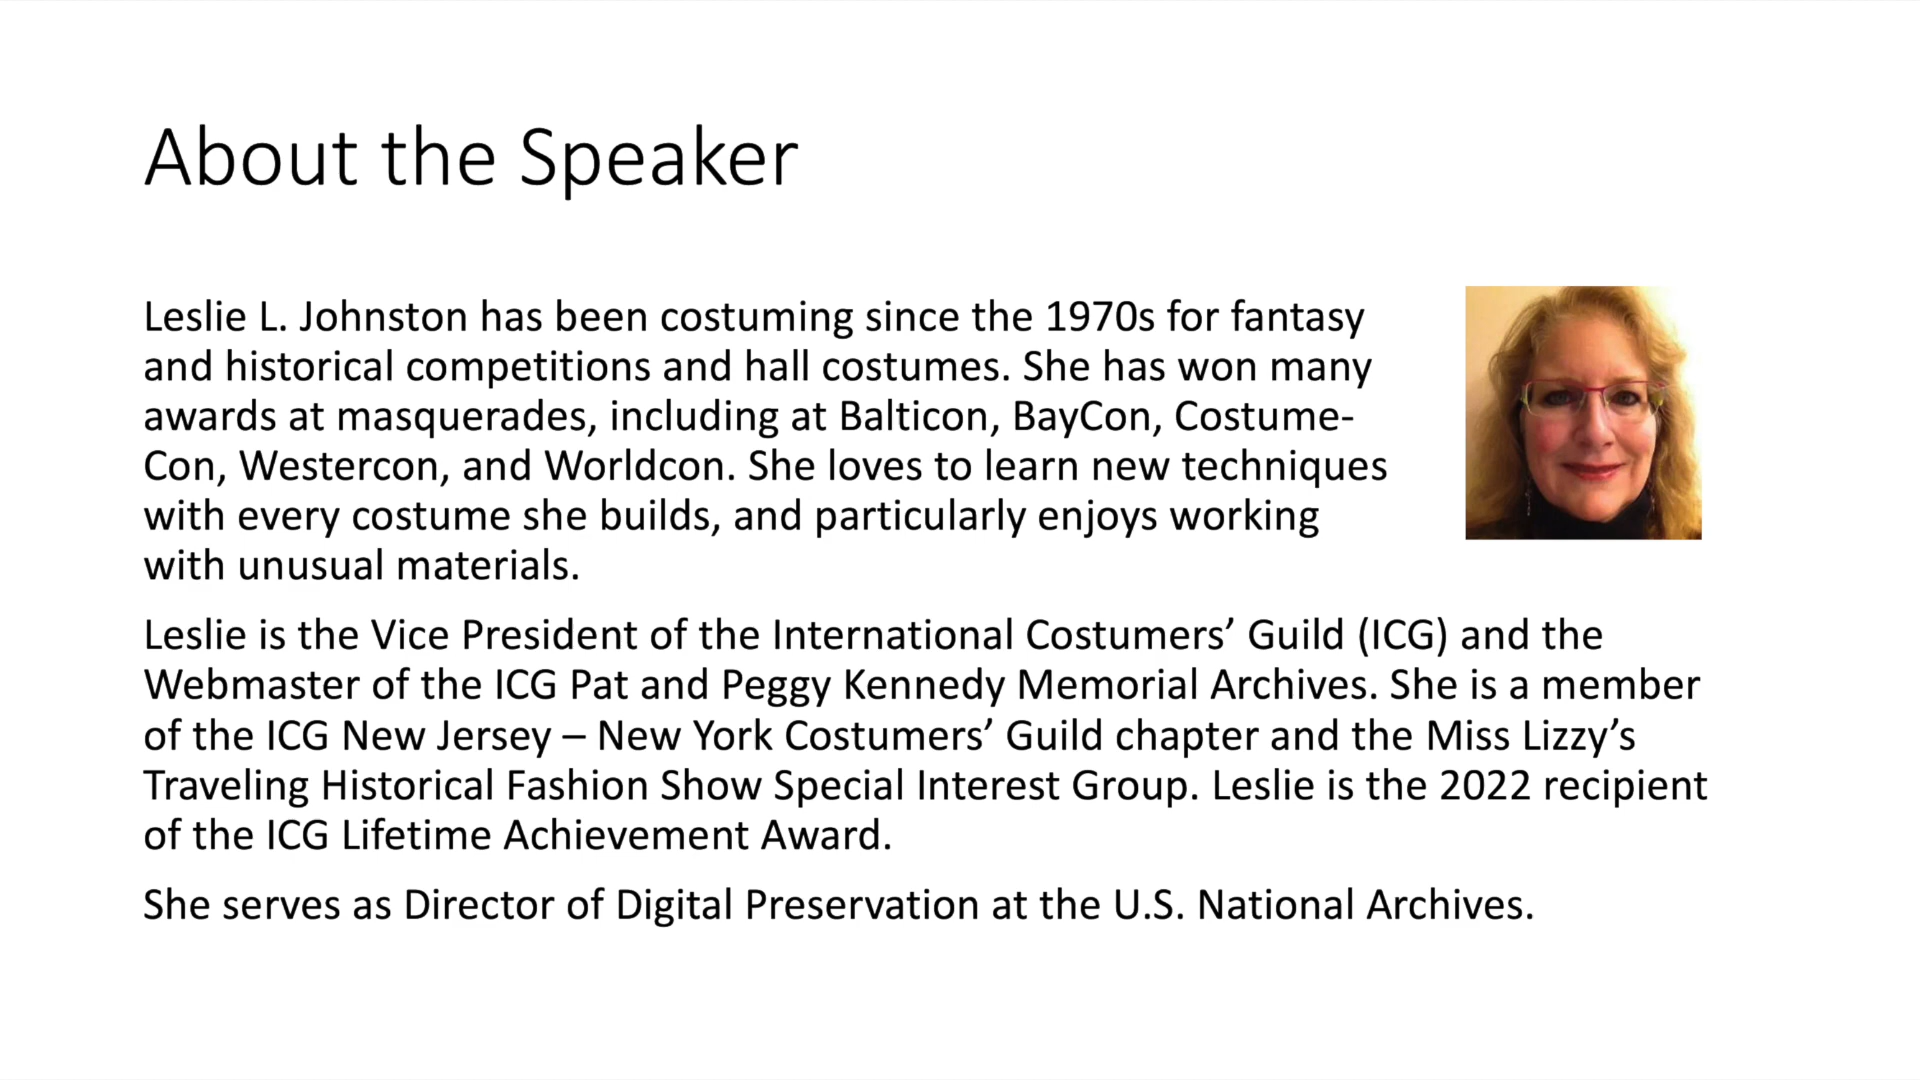 About the Speaker
Leslie L. Johnston has been costuming since the 1970s for fantasy
and historical competitions and hall costumes. She has won many
awards at masquerades, including at Balticon, BayCon, Costume-
Con, Westercon, and Worldcon. She loves to learn new techniques
with every costume she builds, and particularly enjoys working
with unusual materials.
Leslie is the Vice President of the International Costumers’ Guild (ICG) and the
Webmaster of the ICG Pat and Peggy Kennedy Memorial Archives. She is a member
of the ICG New Jersey – New York Costumers’ Guild chapter and the Miss Lizzy’s
Traveling Historical Fashion Show Special Interest Group. Leslie is the 2022 recipient
of the ICG Lifetime Achievement Award.
She serves as Director of Digital Preservation at the U.S. National Archives.